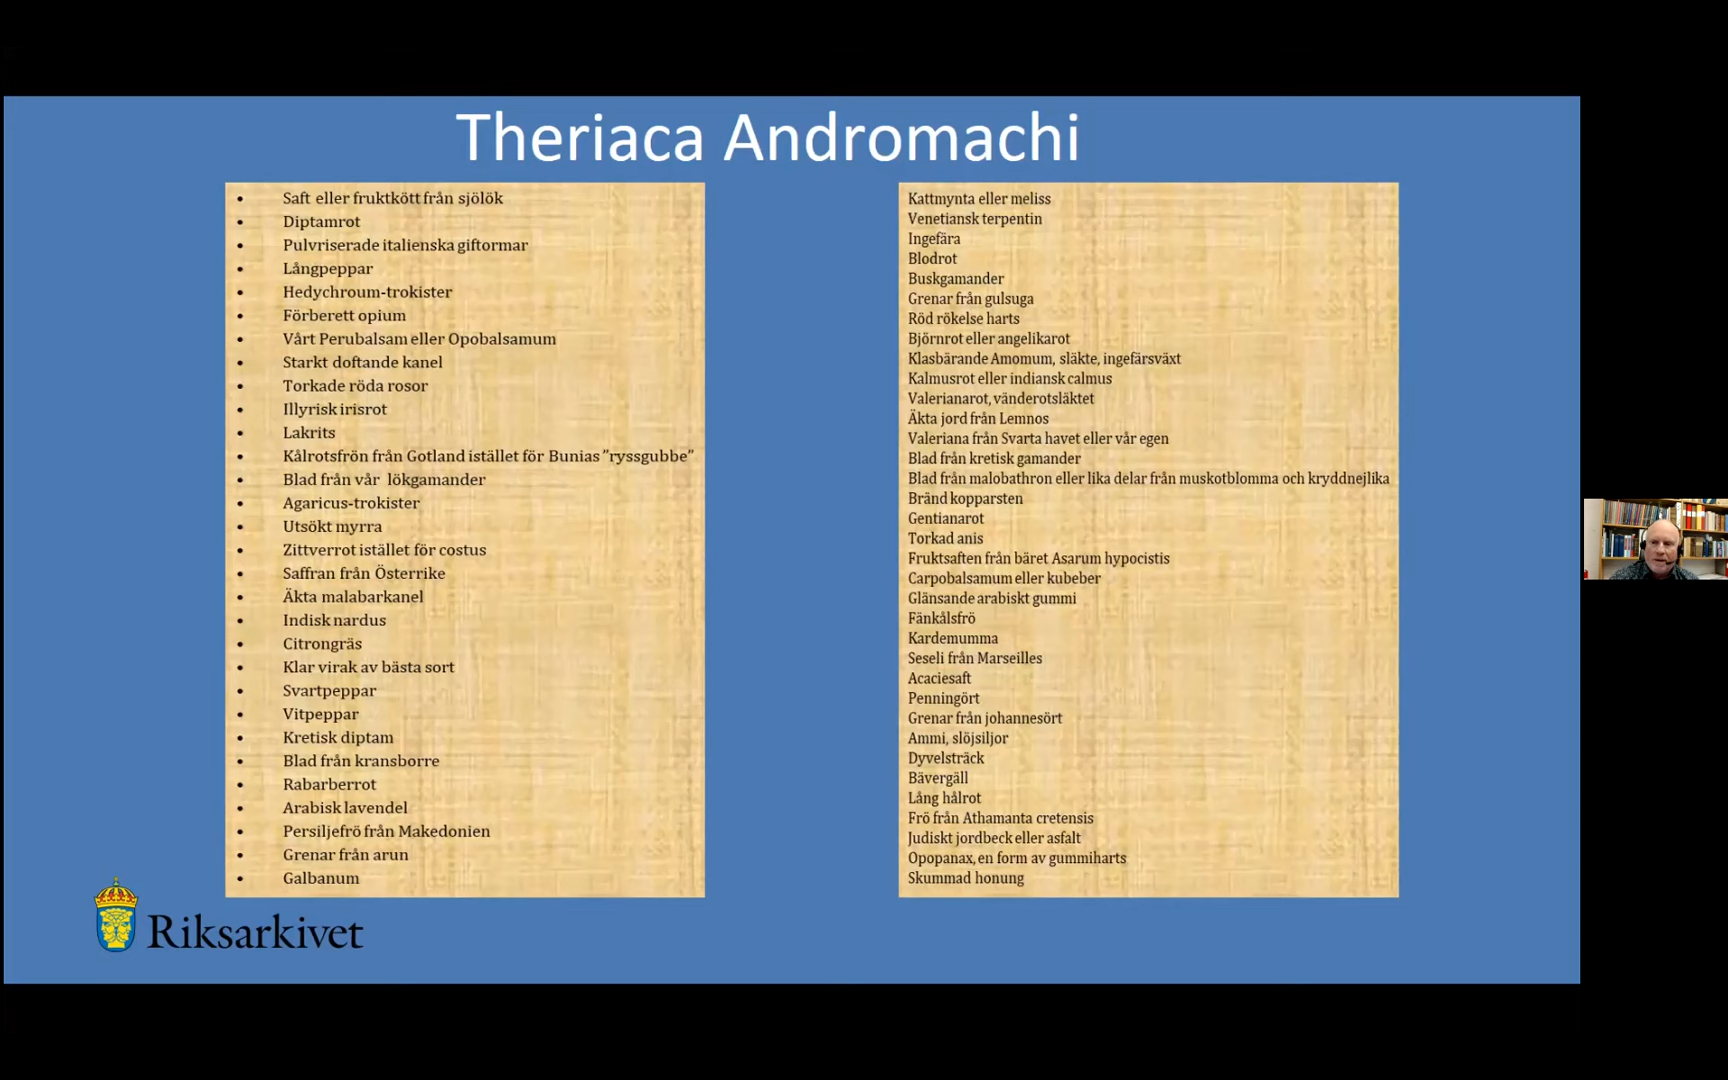 Theriaca Andromachi
• Saft eller fruktkött från sjölök
• Diptamrot
• Pulvriserade italienska giftormar
• Långpeppar
• Hedychroum-trokister
• Förberett opium
• Vårt Perubalsam eller Opobalsamum
• Starkt doftande kanel
• Torkade röda rosor
• Illyrisk irisrot
• Lakrits
• Kålrotsfrön från Gotland istället för Bunias ”ryssgubbe”
• Blad från vår lökgamander
• Agaricus-trokister
• Utsökt myrra
• Zittverrot istället för costus
• Saffran från Österrike
• Äkta malabarkanel
• Indisk nardus
• Citrongräs
• Klar virak av bästa sort
• Svartpeppar
• Vitpeppar
• Kretisk diptam
• Blad från kransborre
• Rabarberrot
• Arabisk lavendel
• Persiljefrö från Makedonien
• Grenar från arun
• Galbanum
Kattmynta eller meliss
Venetiansk terpentin
Ingefära
Blodrot
Buskgamander
Grenar från gulsuga
Röd rökelse harts
Björnrot eller angelikarot
Klasbärande Amomum, släkte, ingefärsväxt
Kalmusrot eller indiansk calmus
Valerianarot, vänderotsläktet
Äkta jord från Lemnos
Valeriana från Svarta havet eller vår egen
Blad från kretisk gamander
Blad från malobathron eller lika delar från muskotblomma och kryddnejlika
Bränd kopparsten
Gentianarot
Torkad anis
Fruktsaften från bäret Asarum hypocistis
Carpobalsamum eller kubeber
Glänsande arabiskt gummi
Fänkålsfrö
Kardemumma
Seseli från Marseilles
Acaciesaft
Penningört
Grenar från johannesört
Ammi, slöjsiljor
Dyvelsträck
Bävergäll
Lång hålrot
Frö från Athamanta cretensis
Judiskt jordbeck eller asfalt
Opopanax, en form av gummiharts
Skummad honung
Riksarkivet